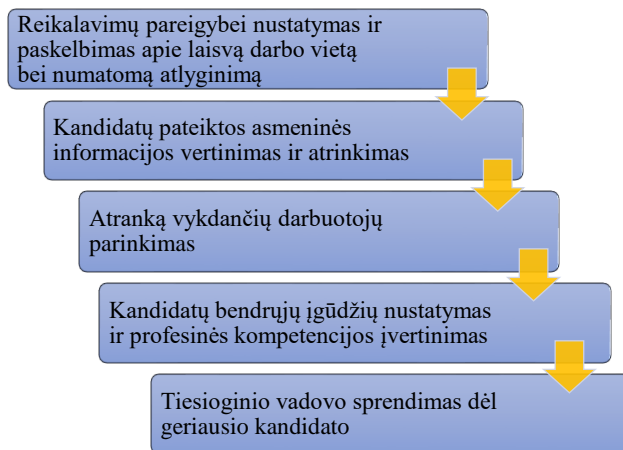 Reikalavimų pareigybei nustatymas ir
paskelbimas apie laisvą darbo vietą
bei numatomą atlyginimą
Kandidatų pateiktos asmeninės
informacijos vertinimas ir atrinkimas
Atranką vykdančių darbuotojų
parinkimas
Kandidatų bendrųjų įgūdžių nustatymas
ir profesinės kompetencijos įvertinimas
Tiesioginio vadovo sprendimas dėl
geriausio kandidato